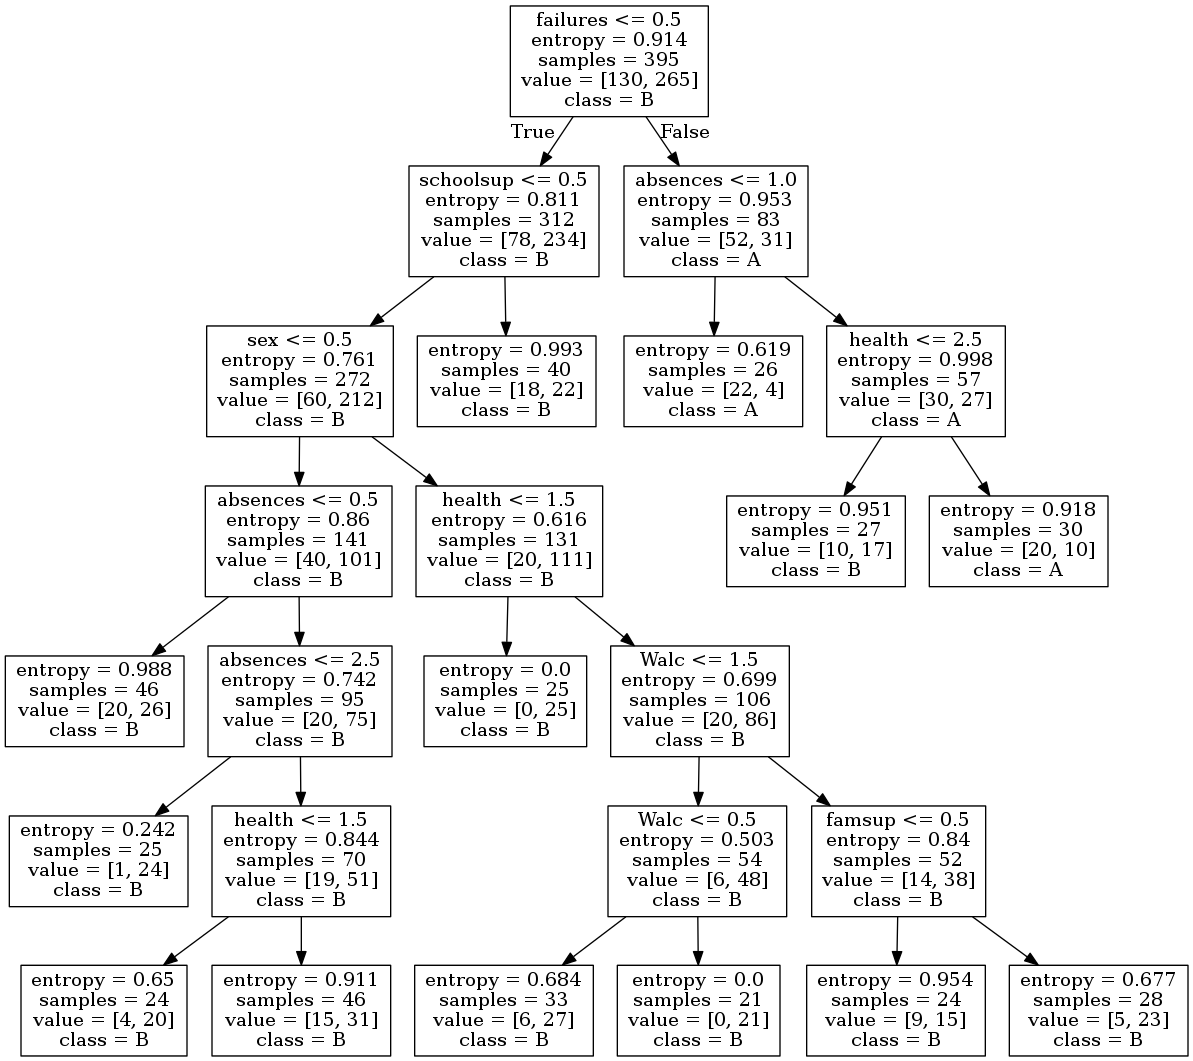 failures <= 0.5
entropy = 0.914
samples = 395
value = [130, 265]
class = B
True
False
schoolsup <= 0.5
entropy = 0.811
samples = 312
value = [78, 234]
class = B
absences <= 1.0
entropy = 0.953
samples = 83
value = [52, 31]
class = A
sex <= 0.5
entropy = 0.761
samples = 272
value = [60, 212]
class = B
entropy = 0.993
samples = 40
value = [18, 22]
class = B
entropy = 0.619
samples = 26
value = [22, 4]
class = A
health <= 2.5
entropy = 0.998
samples = 57
value = [30, 27]
class = A
absences <= 0.5
entropy = 0.86
samples = 141
value = [40, 101]
class = B
health <= 1.5
entropy = 0.616
samples = 131
value = [20, 111]
class = B
entropy = 0.951
samples = 27
value = [10, 17]
class = B
entropy = 0.918
samples = 30
value = [20, 10]
class = A
entropy = 0.988
samples = 46
value = [20, 26]
class = B
absences <= 2.5
entropy = 0.742
samples = 95
value = [20, 75]
class = B
entropy = 0.0
samples = 25
value = [0, 25]
class = B
Walc <= 1.5
entropy = 0.699
samples = 106
value = [20, 86]
class = B
entropy = 0.242
samples = 25
value = [1, 24]
class = B
health <= 1.5
entropy = 0.844
samples = 70
value = [19, 51]
class = B
Walc <= 0.5
entropy = 0.503
samples = 54
value = [6, 48]
class = B
famsup <= 0.5
entropy = 0.84
samples = 52
value = [14, 38]
class = B
entropy = 0.65
samples = 24
value = [4, 20]
class = B
entropy = 0.911
samples = 46
value = [15, 31]
class = B
entropy = 0.684
samples = 33
value = [6, 27]
class = B
entropy = 0.0
samples = 21
value = [0, 21]
class = B
entropy = 0.954
samples = 24
value = [9, 15]
class = B
entropy = 0.677
samples = 28
value = [5, 23]
class = B